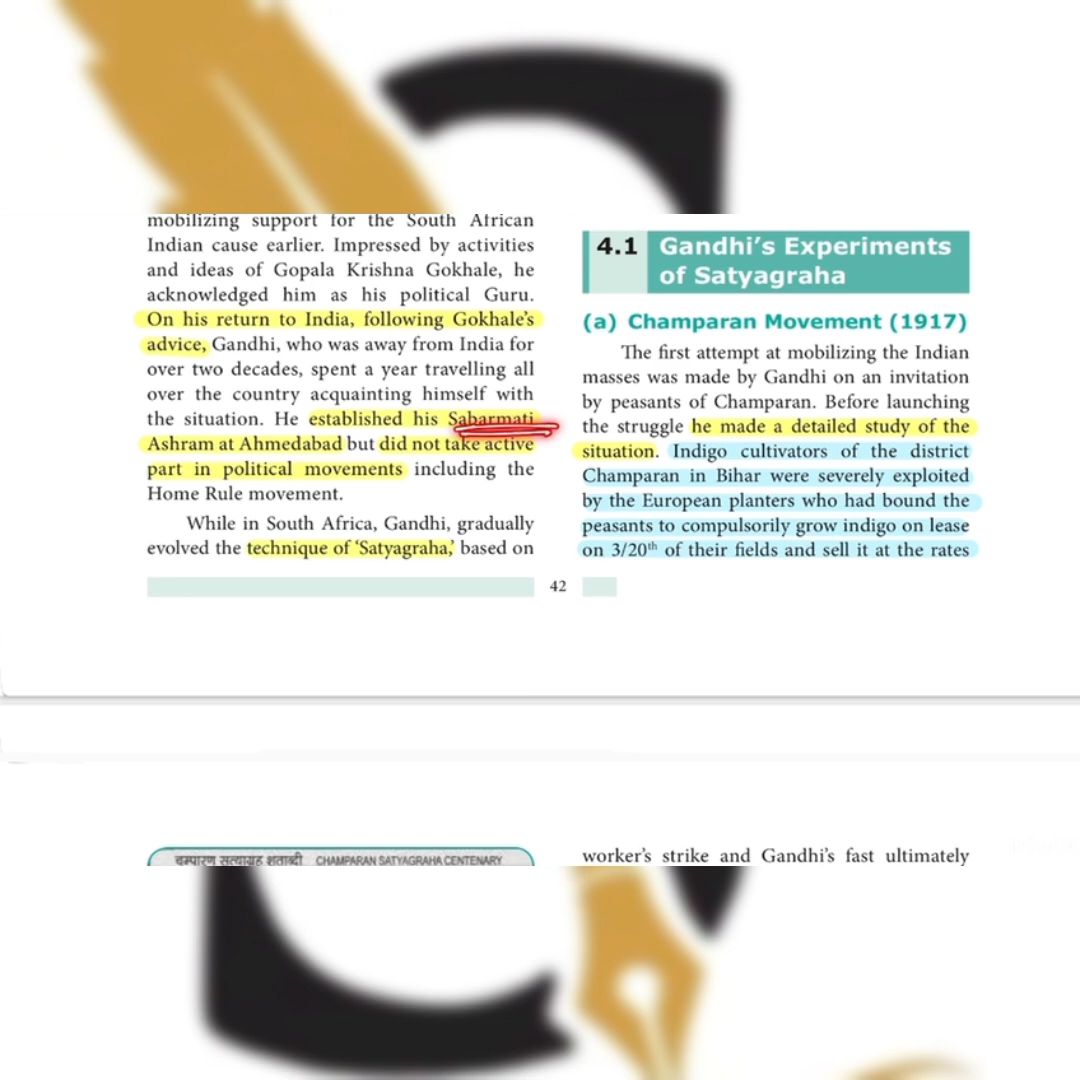 mobilizing support for the South African
Indian cause earlier. Impressed by activities
and ideas of Gopala Krishna Gokhale, he
acknowledged him as his political Guru.
On his return to India, following Gokhale’s
advice, Gandhi, who was away from India for
over two decades, spent a year travelling all
over the country acquainting himself with
the situation. He established his Sabarmati
Ashram at Ahmedabad but did not take active
part in political movements including the
Home Rule movement.
While in South Africa, Gandhi, gradually
evolved the technique of ‘Satyagraha,’ based on
4.1 Gandhi’s Experiments
of Satyagraha
(a) Champaran Movement (1917)
The first attempt at mobilizing the Indian
masses was made by Gandhi on an invitation
by peasants of Champaran. Before launching
the struggle he made a detailed study of the
situation. Indigo cultivators of the district
Champaran in Bihar were severely exploited
by the European planters who had bound the
peasants to compulsorily grow indigo on lease
on 3/20th of their fields and sell it at the rates
42
चम्पारण सत्याग्रह शताब्दी CHAMPARAN SATYAGRAHA CENTENARY
worker’s strike and Gandhi’s fast ultimately